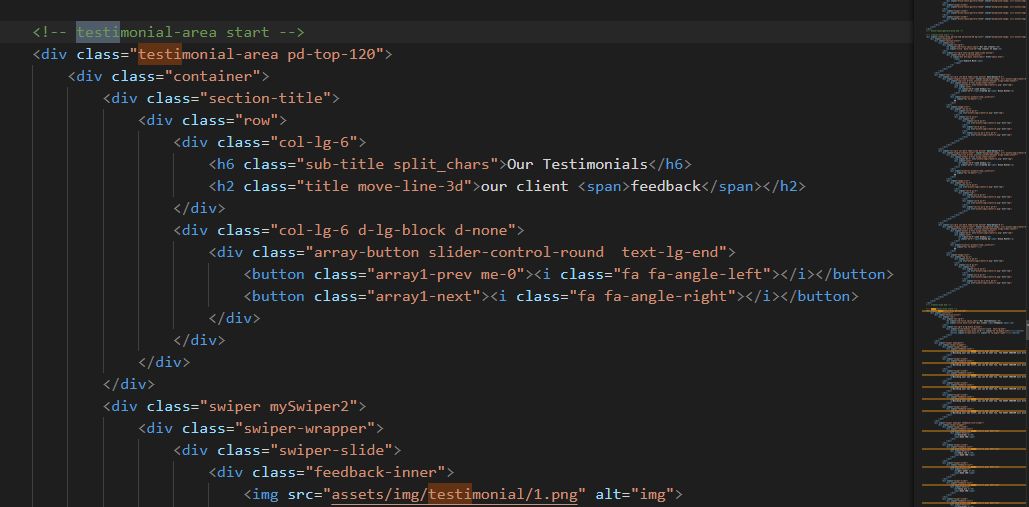 <!-- testimonial-area start -->
<div class="testimonial-area pd-top-120">
<div class="container">
<div class="section-title">
<div class="row">
<div class="col-lg-6">
<h6 class="sub-title split_chars">Our Testimonials</h6>
<h2 class="title move-line-3d">our client <span>feedback</span></h2>
</div>
<div class="col-lg-6 d-lg-block d-none">
<div class="array-button slider-control-round  text-lg-end">
<button class="array1-prev me-0"><i class="fa fa-angle-left"></i></button>
<button class="array1-next"><i class="fa fa-angle-right"></i></button>
</div>
</div>
</div>
</div>
<div class="swiper mySwiper2">
<div class="swiper-wrapper">
<div class="swiper-slide">
<div class="feedback-inner">
<img src="assets/img/testimonial/1.png" alt="img">